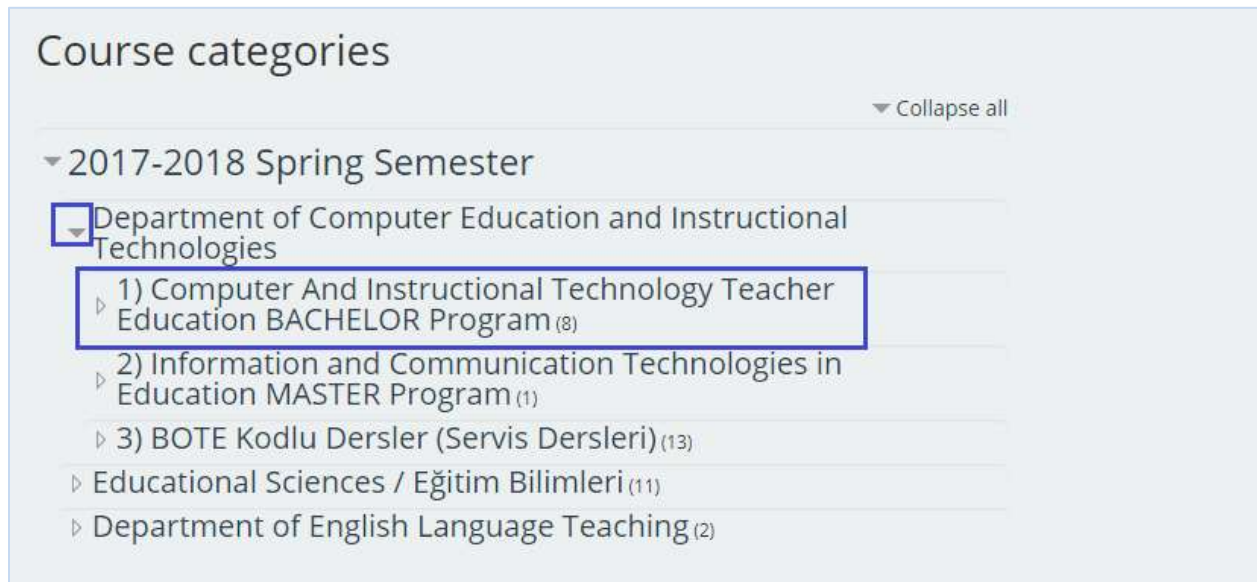 Course categories
Collapse all
2017-2018 Spring Semester
Department of Computer Education and Instructional
Technologies
1) Computer And Instructional Technology Teacher
Education BACHELOR Program (8)
2) Information and Communication Technologies in
Education MASTER Program (1)
3) BOTE Kodlu Dersler (Servis Dersleri) (13)
Educational Sciences / Eğitim Bilimleri (11)
Department of English Language Teaching (2)